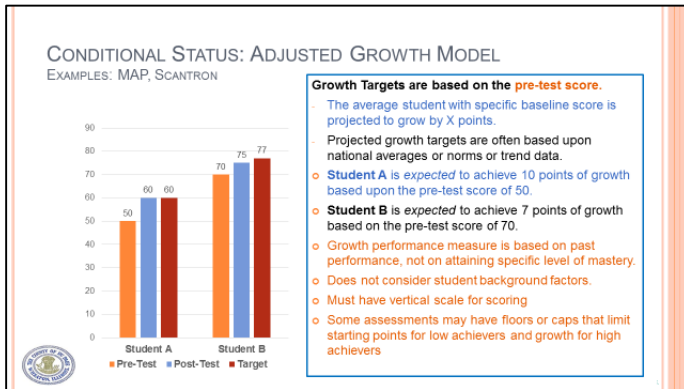 CONDITIONAL STATUS: ADJUSTED GROWTH MODEL
EXAMPLES: MAP, SCANTRON
Growth Targets are based on the pre-test score.
- The average student with specific baseline score is
projected to grow by X points.
- Projected growth targets are often based upon
national averages or norms or trend data.
Student A is expected to achieve 10 points of growth
based upon the pre-test score of 50.
Student B is expected to achieve 7 points of growth
based on the pre-test score of 70.
Growth performance measure is based on past
performance, not on attaining specific level of mastery.
Does not consider student background factors.
Must have vertical scale for scoring
Some assessments may have floors or caps that limit
starting points for low achievers and growth for high
achievers
90
80
70
60
50
40
30
20
10
0
50
60
60
70
75
77
Student A
Student B
Pre-Test
Post-Test
Target